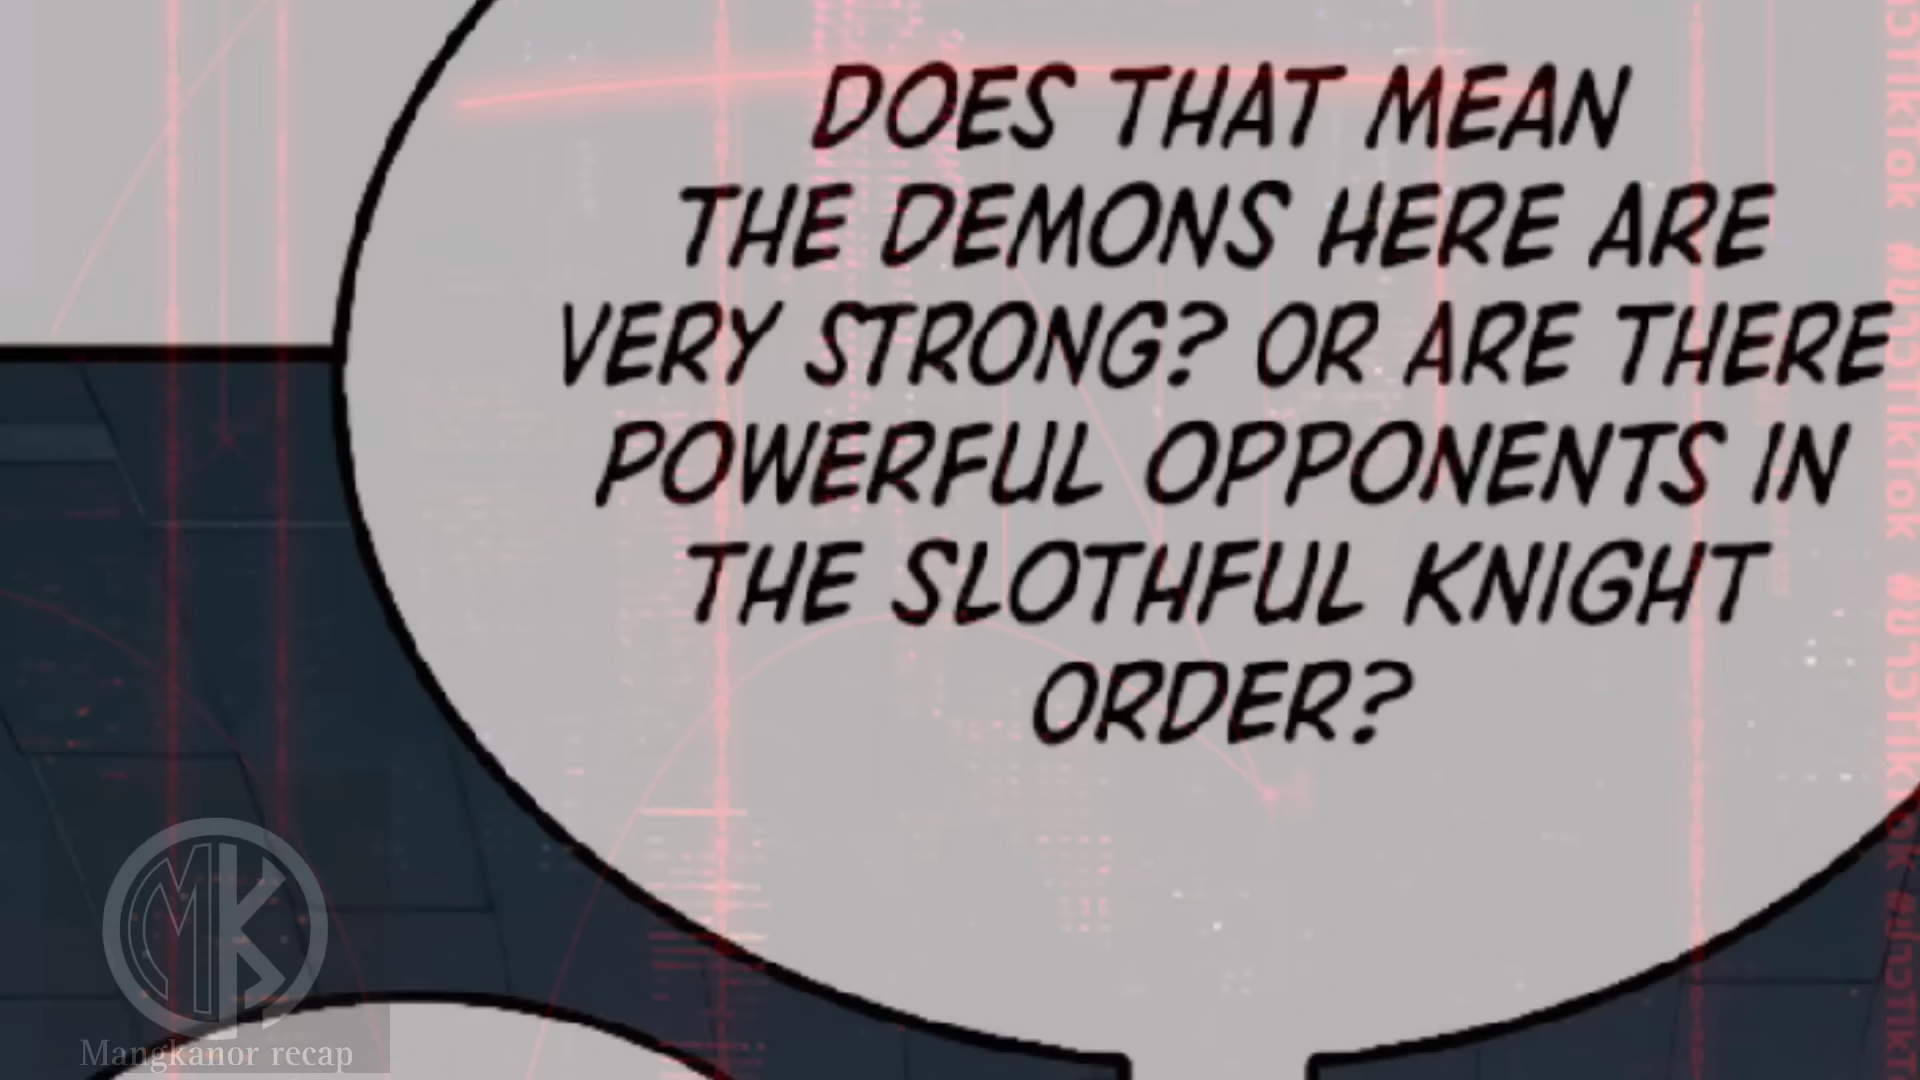 DOES THAT MEAN
THE DEMONS HERE ARE
VERY STRONG? OR ARE THERE
POWERFUL OPPONENTS IN
THE SLOTHFUL KNIGHT
ORDER?
MK
Mangkanor recap